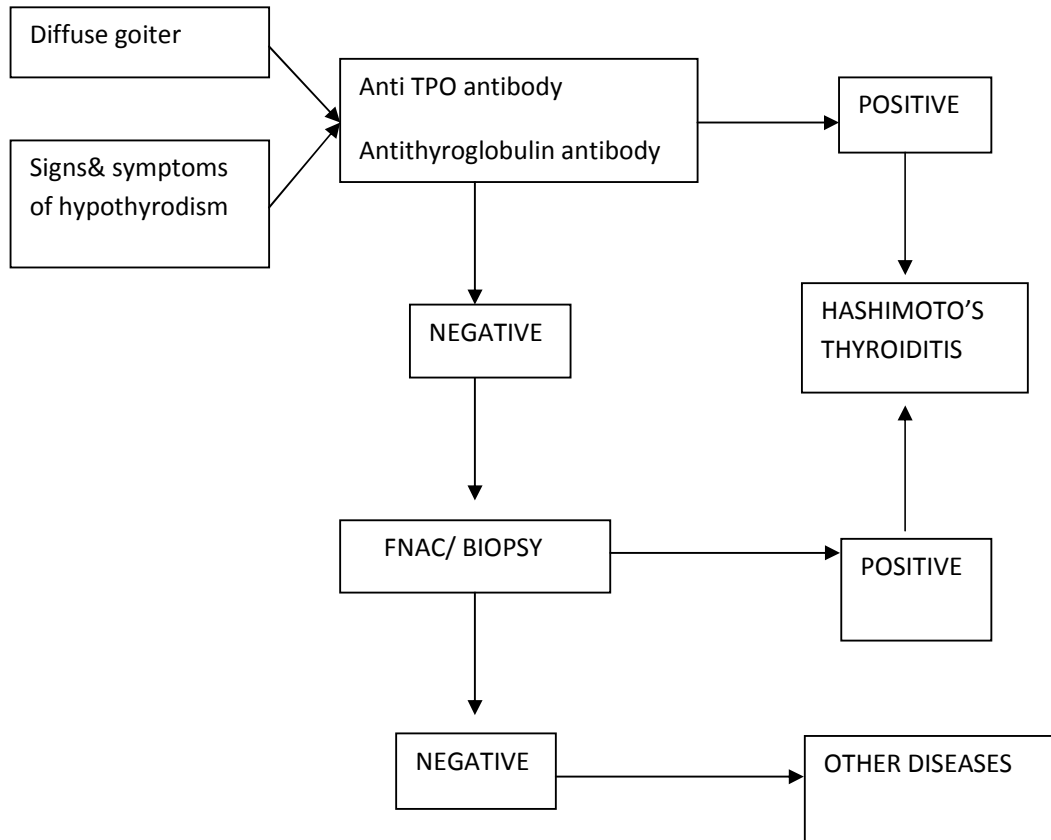 Diffuse goiter
Signs& symptoms
of hypothyrodism
Anti TPO antibody
Antithyroglobulin antibody
POSITIVE
HASHIMOTO’S
THYROIDITIS
NEGATIVE
FNAC/ BIOPSY
POSITIVE
NEGATIVE
OTHER DISEASES